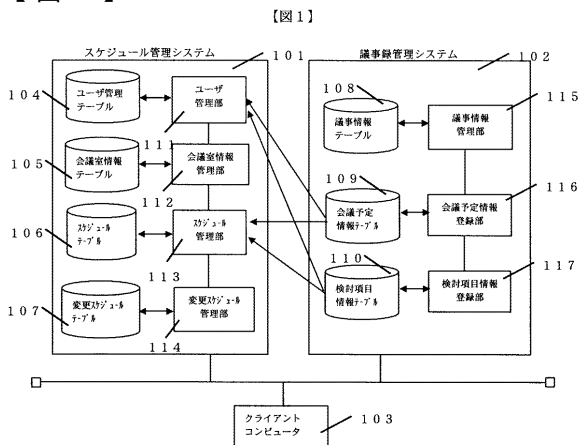 【図１】
スケジュール管理システム
１０１
議事録管理システム
１０２
１０４
ユーザ管理
テーブル
ユーザ
管理部
１１１
１０５
会議室情報
テーブル
会議室情報
管理部
１１２
１０６
スケジュール
テーブル
スケジュール
管理部
１１３
１０７
変更スケジュール
テーブル
変更スケジュール
管理部
１１４
１０８
議事情報
テーブル
議事情報
管理部
１１５
１０９
会議予定
情報テーブル
会議予定情報
登録部
１１６
１１０
検討項目
情報テーブル
検討項目情報
登録部
１１７
クライアント
コンピュータ
１０３